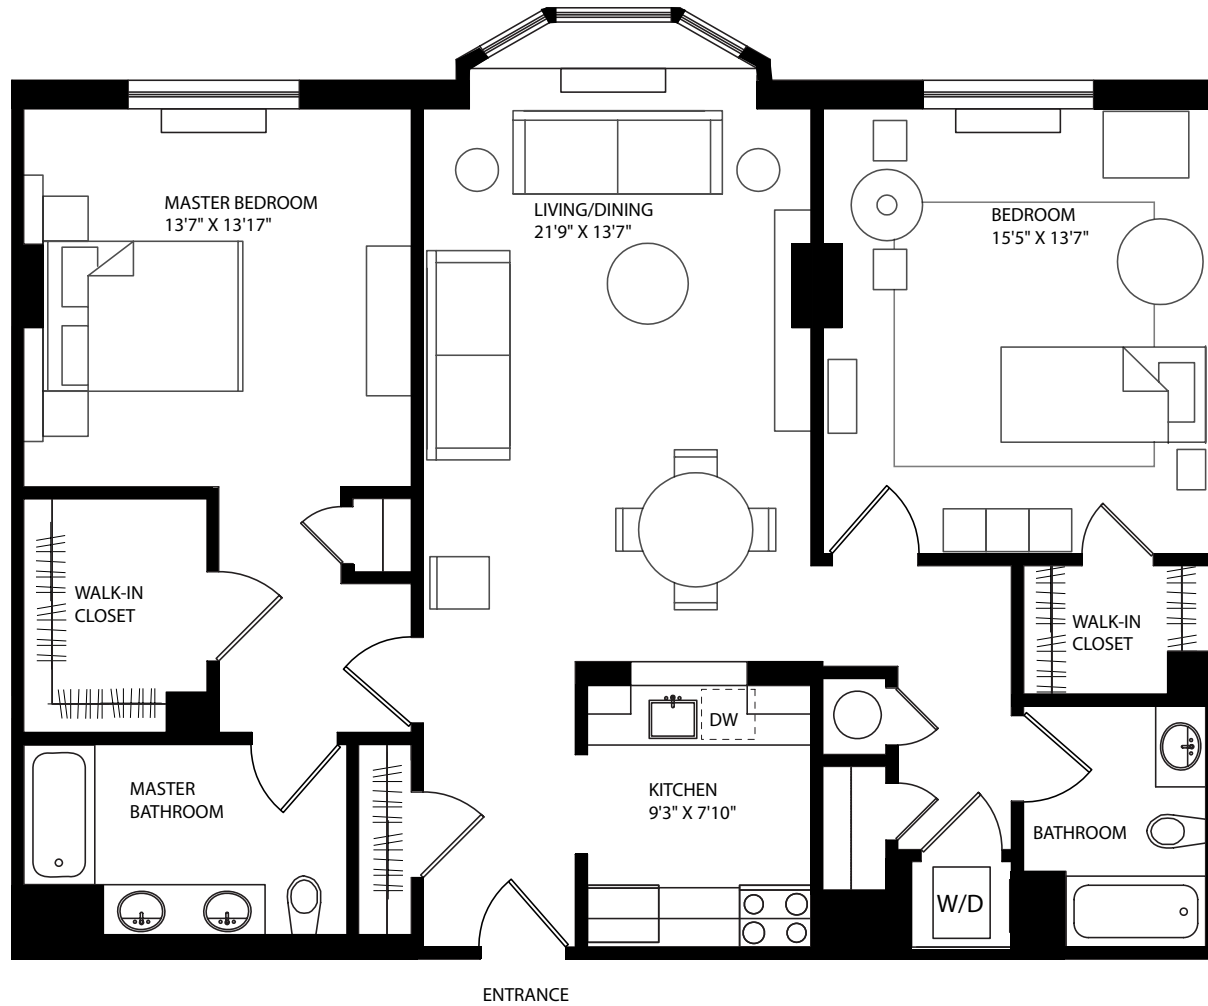 MASTER BEDROOM
13'7" X 13'17"
LIVING/DINING
21'9" X 13'7"
BEDROOM
15'5" X 13'7"
WALK-IN
CLOSET
WALK-IN
CLOSET
DW
MASTER
BATHROOM
KITCHEN
9'3" X 7'10"
BATHROOM
W/D
ENTRANCE